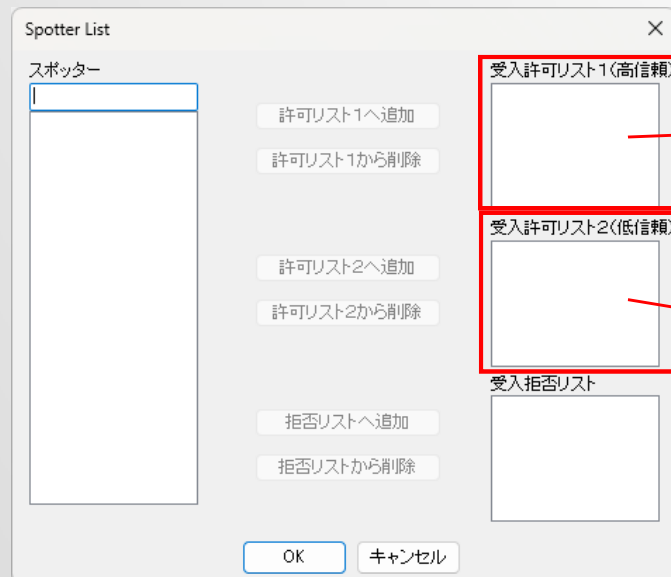 Spotter List
スポッター
受入許可リスト1(高信頼)
許可リスト1へ追加
許可リスト1から削除
受入許可リスト2(低信頼)
許可リスト2へ追加
許可リスト2から削除
受入拒否リスト
拒否リストへ追加
拒否リストから削除
OK
キャンセル